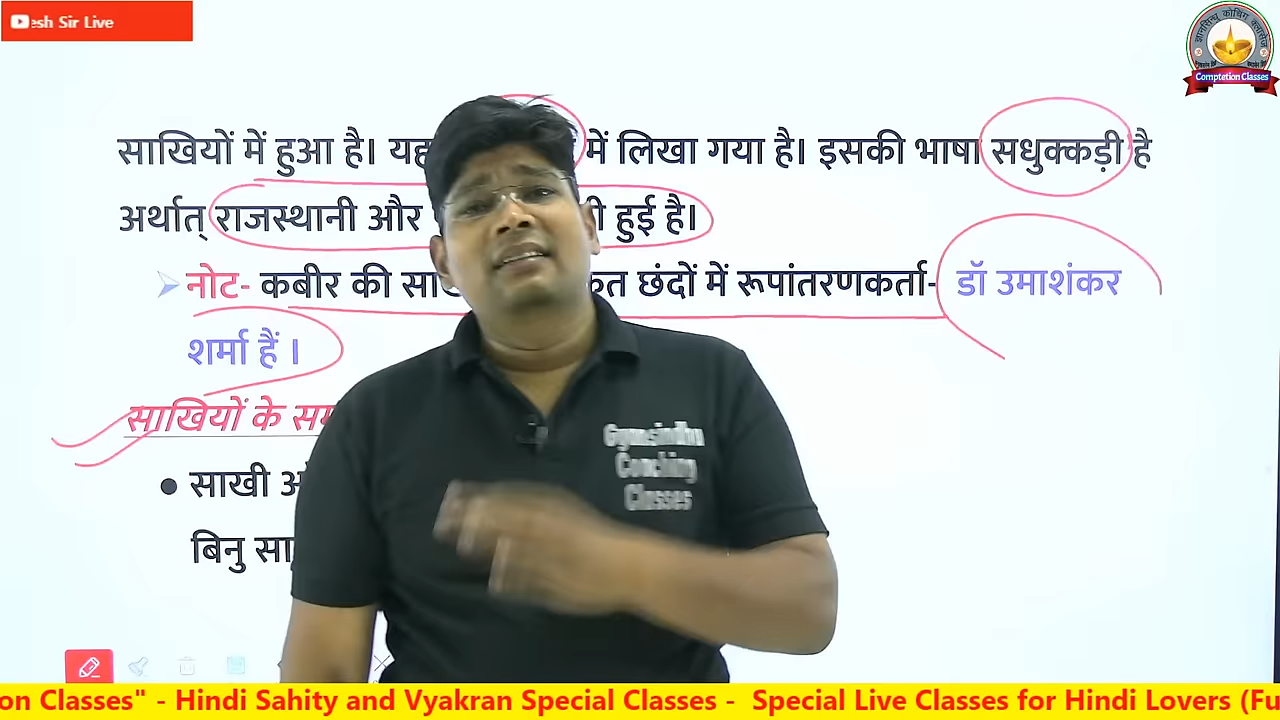 esh Sir Live
ज्ञानसिन्धु कोचिंग क्लासेज
Comptetion Classes
साखियों में हुआ है। यह में लिखा गया है। इसकी भाषा सधुक्कड़ी है
अर्थात् राजस्थानी और हुई है।
नोट- कबीर की छंदों में रूपांतरणकर्ता- डॉ उमाशंकर
शर्मा हैं ।
साखियों के
साखी
बिनु
Gyansindhu
Coaching
Classes
on Classes" - Hindi Sahity and Vyakran Special Classes - Special Live Classes for Hindi Lovers (Fu